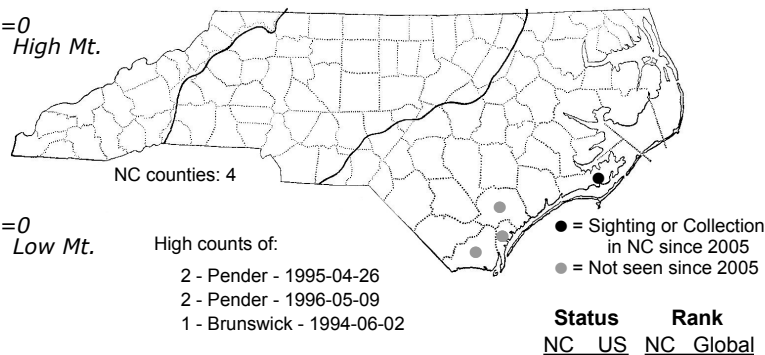 =0
High Mt.
NC counties: 4
=0
Low Mt.
High counts of:
2 - Pender - 1995-04-26
2 - Pender - 1996-05-09
1 - Brunswick - 1994-06-02
● = Sighting or Collection
in NC since 2005
● = Not seen since 2005
Status Rank
NC US NC Global